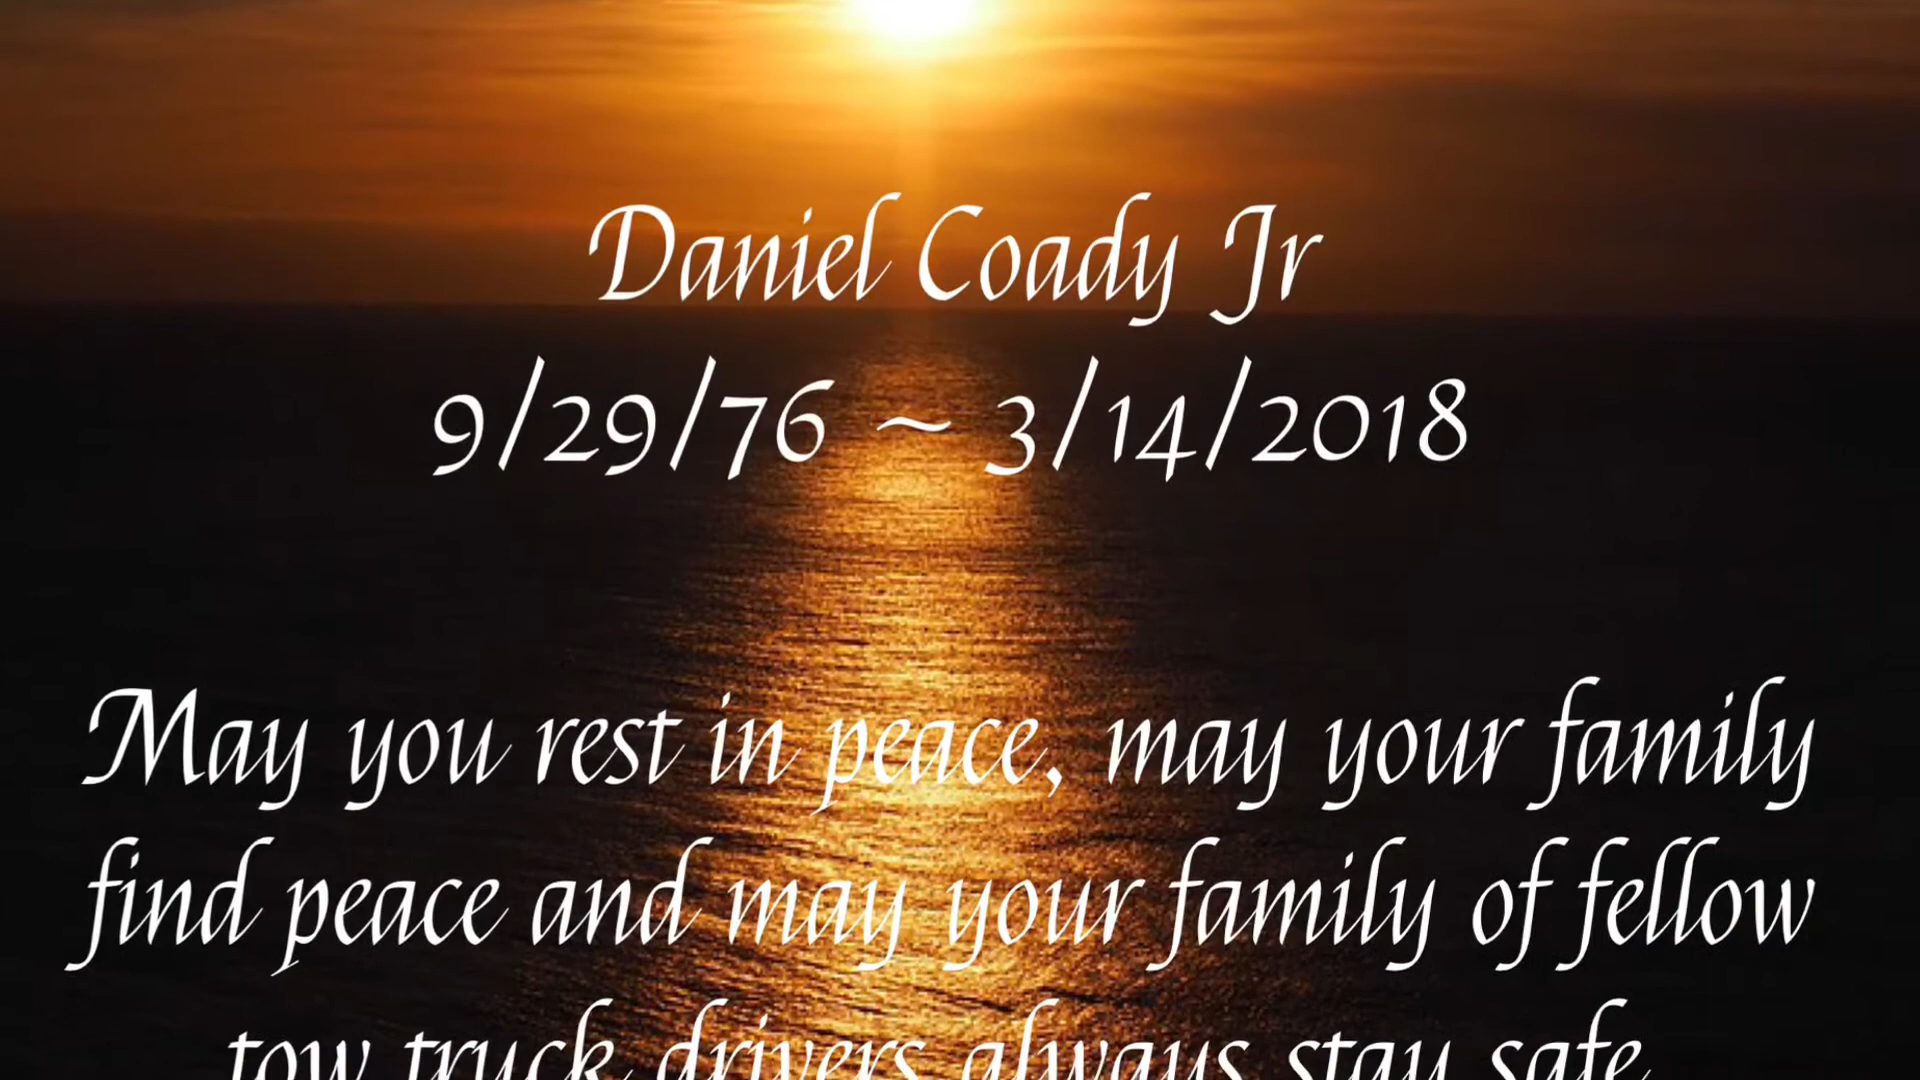 Daniel Coady Jr
9/29/76 ~ 3/14/2018
May you rest in peace, may your family
find peace and may your family of fellow
tow truck drivers always stay safe